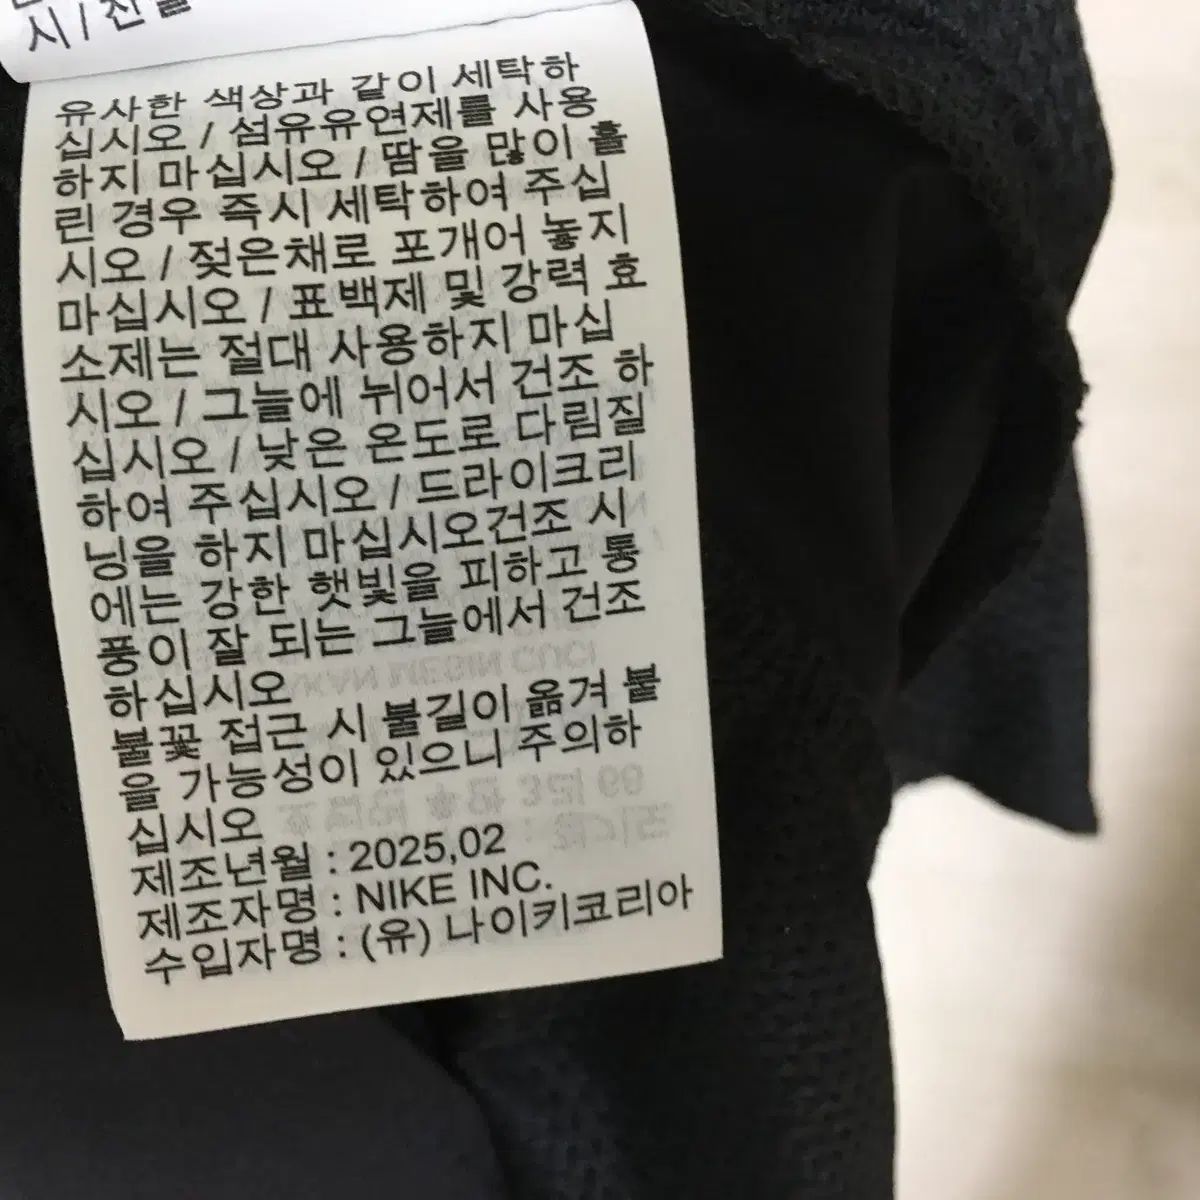 시 / 진열
유사한 색상과 같이 세탁하
십시오 / 섬유유연제를 사용
하지 마십시오 / 땀을 많이 흘
린 경우 즉시 세탁하여 주십
시오 / 젖은채로 포개어 놓지
마십시오 / 표백제 및 강력 효
소제는 절대 사용하지 마십
시오 / 그늘에 뉘어서 건조 하
십시오 / 낮은 온도로 다림질
하여 주십시오 / 드라이크리
닝을 하지 마십시오건조 시
에는 강한 햇빛을 피하고 통
풍이 잘 되는 그늘에서 건조
하십시오
불꽃 접근 시 불길이 옮겨 붙
을 가능성이 있으니 주의하
십시오
제조년월 : 2025,02
제조자명 : NIKE INC.
수입자명 : (유) 나이키코리아